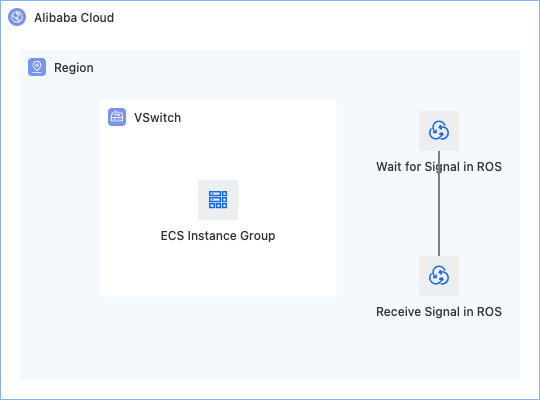 Alibaba Cloud
Region
VSwitch
Wait for Signal in ROS
ECS Instance Group
Receive Signal in ROS